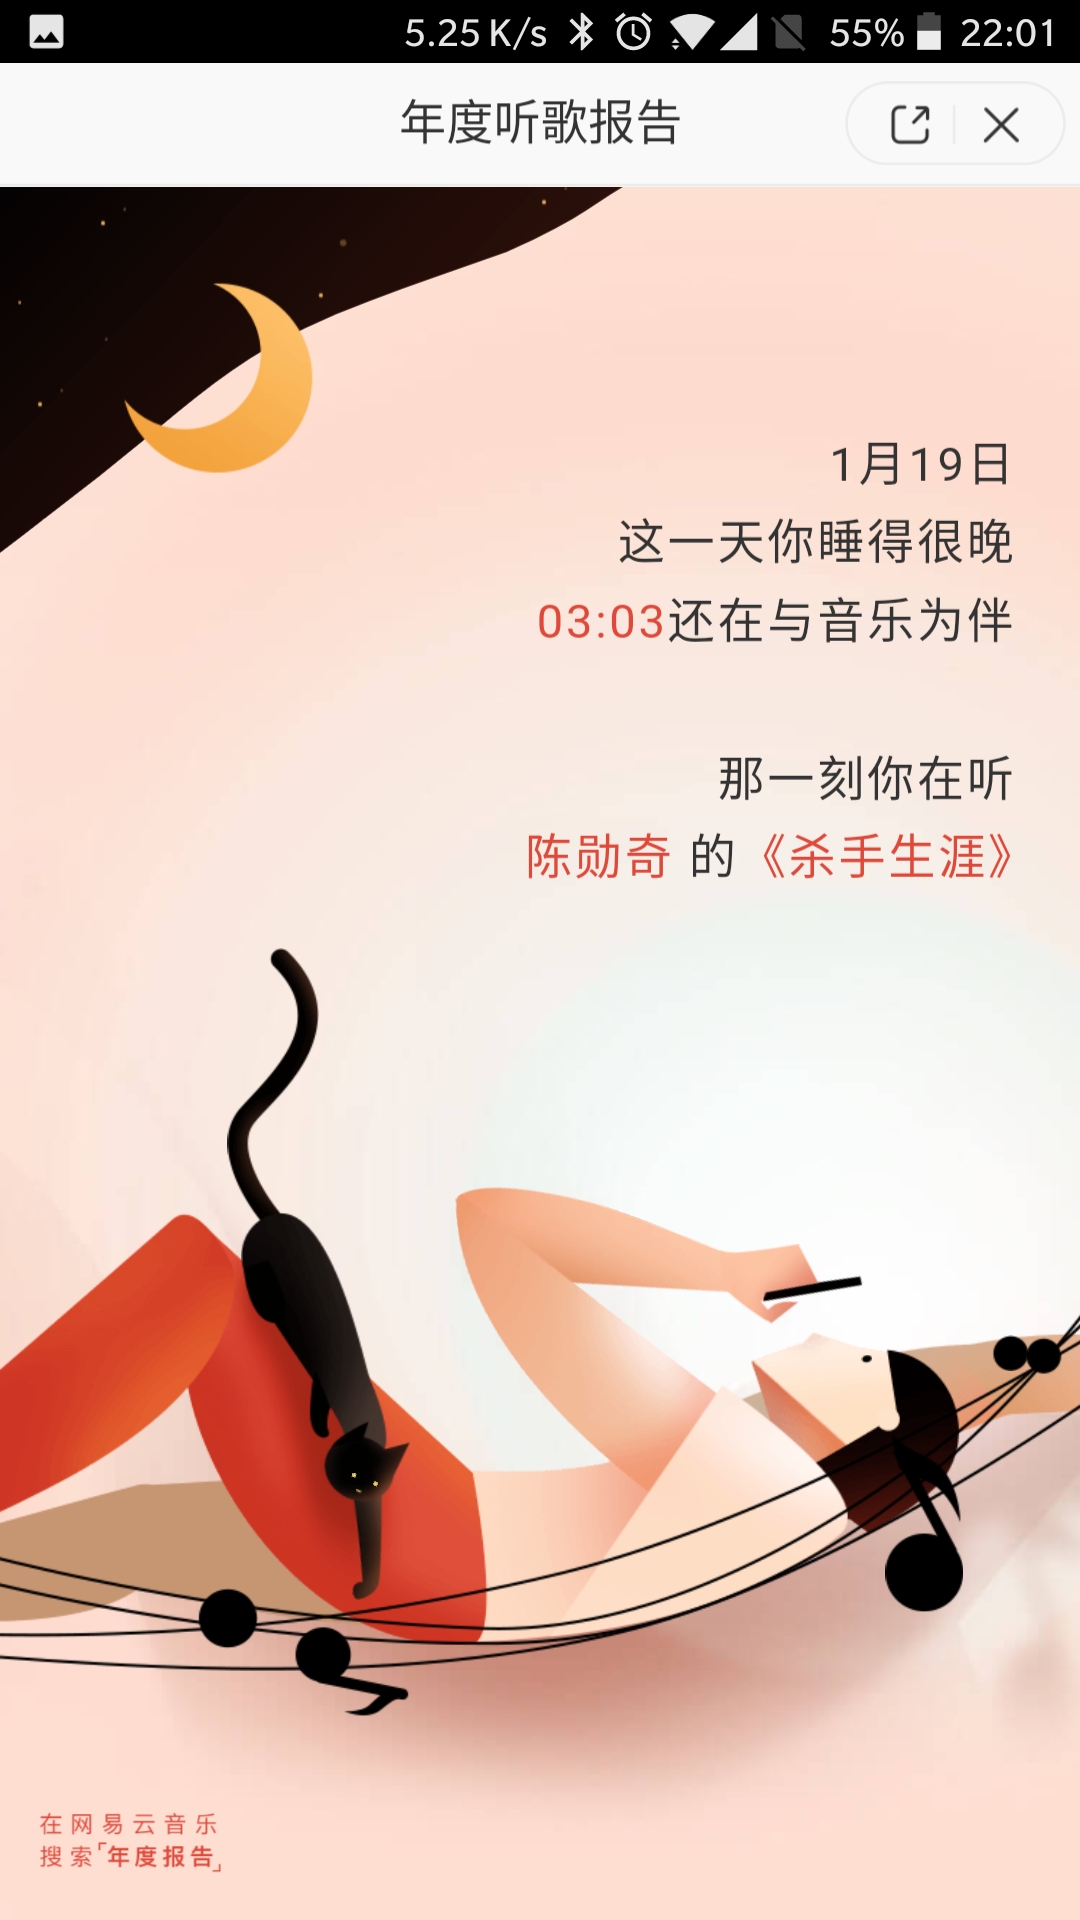 5.25 K/s 55% 22:01
年度听歌报告
1月19日
这一天你睡得很晚
03:03还在与音乐为伴
那一刻你在听
陈勋奇 的《杀手生涯》
在网易云音乐
搜索「年度报告」